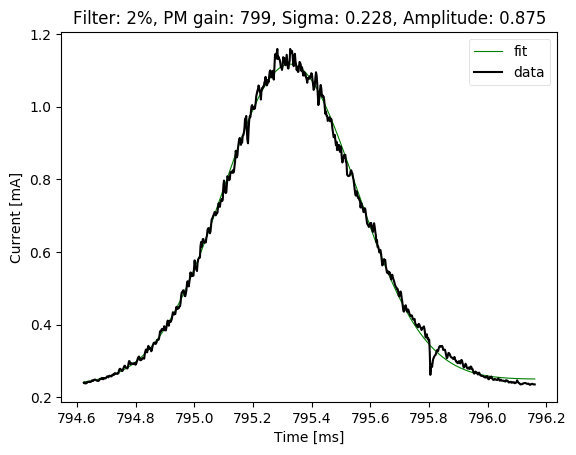 Filter: 2%, PM gain: 799, Sigma: 0.228, Amplitude: 0.875
fit
data
Current [mA]
1.2
1.0
0.8
0.6
0.4
0.2
794.6 794.8 795.0 795.2 795.4 795.6 795.8 796.0 796.2
Time [ms]